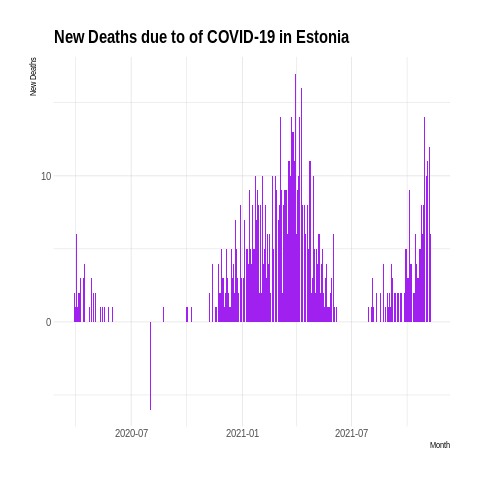 New Deaths due to of COVID-19 in Estonia
New Deaths
10
0
2020-07
2021-01
2021-07
Month